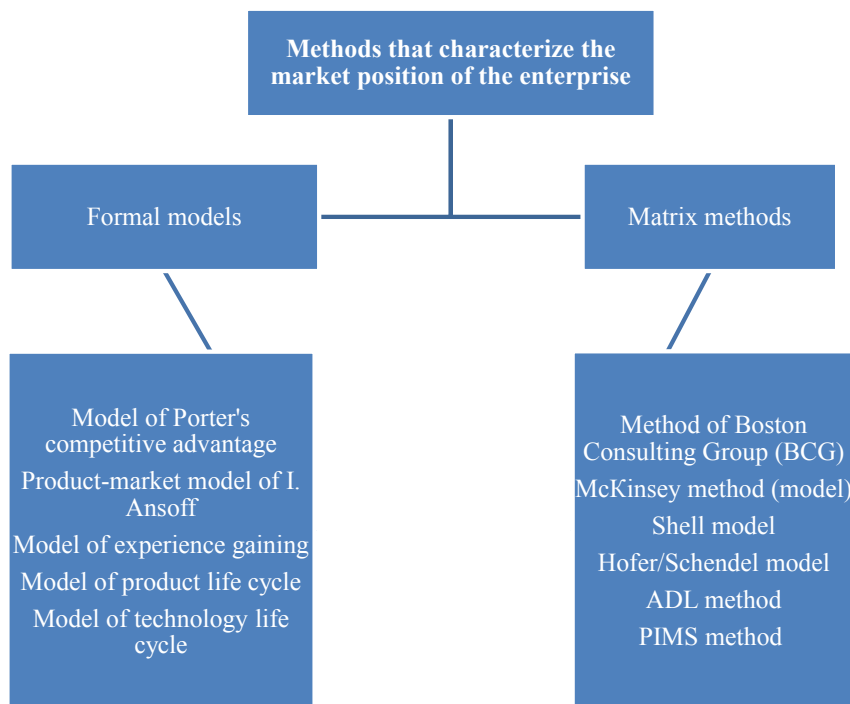 Methods that characterize the
market position of the enterprise
Formal models
Matrix methods
Model of Porter's
competitive advantage
Product-market model of I.
Ansoff
Model of experience gaining
Model of product life cycle
Model of technology life
cycle
Method of Boston
Consulting Group (BCG)
McKinsey method (model)
Shell model
Hofer/Schendel model
ADL method
PIMS method